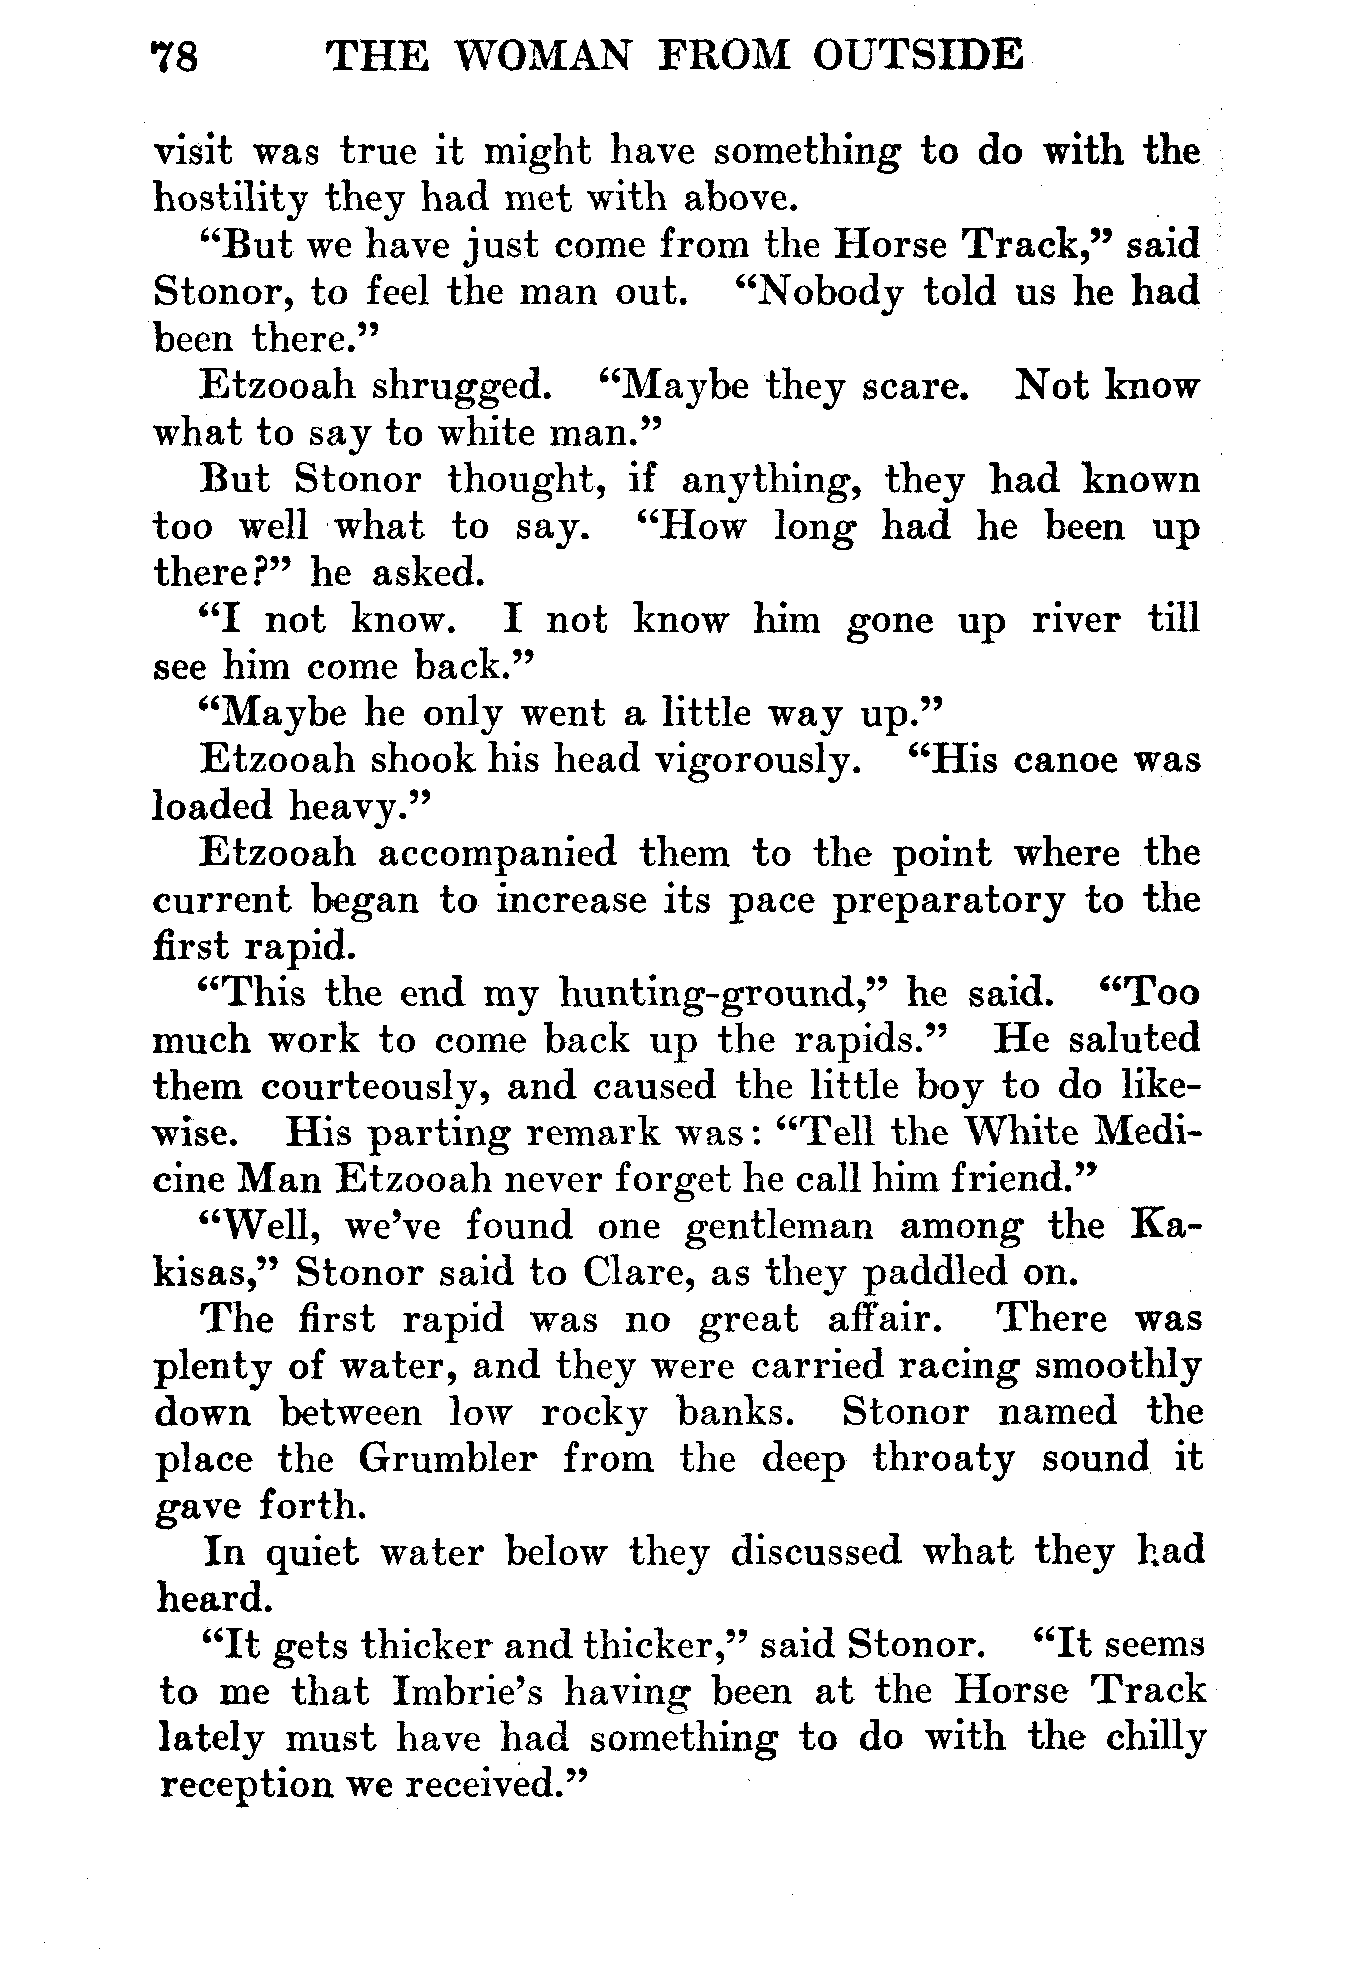 78 THE WOMAN FROM OUTSIDE
visit was true it might have something to do with the
hostility they had met with above.
“But we have just come from the Horse Track,” said
Stonor, to feel the man out. “Nobody told us he had
been there.”
Etzooah shrugged. “Maybe they scare. Not know
what to say to white man.”
But Stonor thought, if anything, they had known
too well what to say. “How long had he been up
there?” he asked.
“I not know. I not know him gone up river till
see him come back.”
“Maybe he only went a little way up.”
Etzooah shook his head vigorously. “His canoe was
loaded heavy.”
Etzooah accompanied them to the point where the
current began to increase its pace preparatory to the
first rapid.
“This the end my hunting-ground,” he said. “Too
much work to come back up the rapids.” He saluted
them courteously, and caused the little boy to do like-
wise. His parting remark was: “Tell the White Medi-
cine Man Etzooah never forget he call him friend.”
“Well, we’ve found one gentleman among the Ka-
kisas,” Stonor said to Clare, as they paddled on.
The first rapid was no great affair. There was
plenty of water, and they were carried racing smoothly
down between low rocky banks. Stonor named the
place the Grumbler from the deep throaty sound it
gave forth.
In quiet water below they discussed what they had
heard.
“It gets thicker and thicker,” said Stonor. “It seems
to me that Imbrie’s having been at the Horse Track
lately must have had something to do with the chilly
reception we received.”